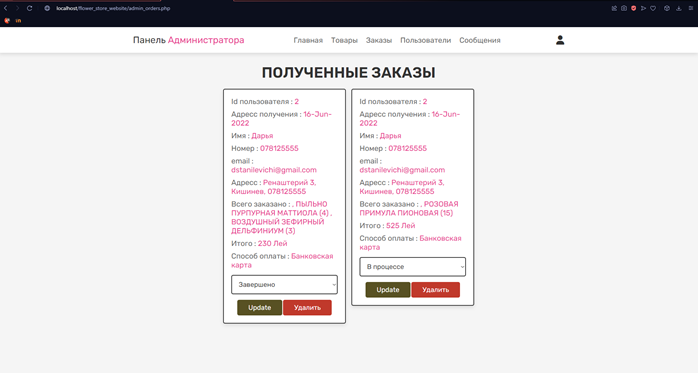 localhost/flower_store_website/admin_orders.php
Панель Администратора
Главная Товары Заказы Пользователи Сообщения
ПОЛУЧЕННЫЕ ЗАКАЗЫ
Id пользователя : 2
Адресс получения : 16-Jun-
2022
Имя : Дарья
Номер : 078125555
email :
dstanilevichi@gmail.com
Адресс : Ренаштерий 3,
Кишинев, 078125555
Всего заказано : , ПЫЛЬНО
ПУРПУРНАЯ МАТТИОЛА (4) ,
ВОЗДУШНЫЙ ЗЕФИРНЫЙ
ДЕЛЬФИНИУМ (3)
Итого : 230 Лей
Способ оплаты : Банковская
карта
Завершено
Update Удалить
Id пользователя : 2
Адресс получения : 16-Jun-
2022
Имя : Дарья
Номер : 078125555
email :
dstanilevichi@gmail.com
Адресс : Ренаштерий 3,
Кишинев, 078125555
Всего заказано : , РОЗОВАЯ
ПРИМУЛА ПИОНОВАЯ (15)
Итого : 525 Лей
Способ оплаты : Банковская
карта
В процессе
Update Удалить